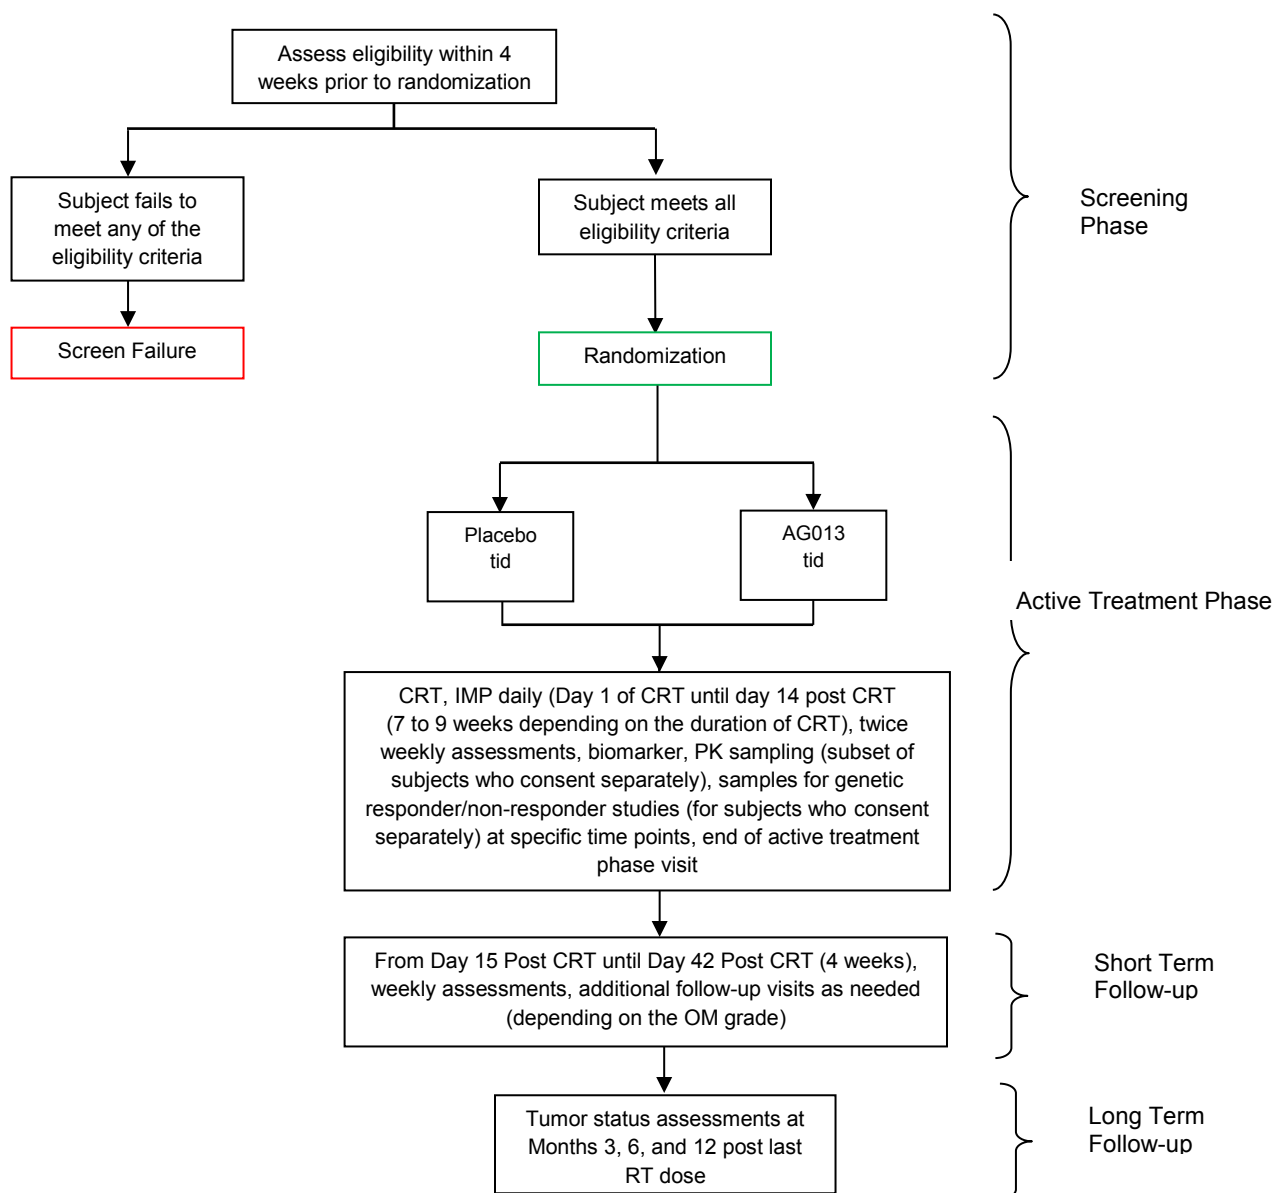 Assess eligibility within 4
weeks prior to randomization
Subject fails to
meet any of the
eligibility criteria
Subject meets all
eligibility criteria
Screening
Phase
Screen Failure
Randomization
Placebo
tid
AG013
tid
Active Treatment Phase
CRT, IMP daily (Day 1 of CRT until day 14 post CRT
(7 to 9 weeks depending on the duration of CRT), twice
weekly assessments, biomarker, PK sampling (subset of
subjects who consent separately), samples for genetic
responder/non-responder studies (for subjects who consent
separately) at specific time points, end of active treatment
phase visit
From Day 15 Post CRT until Day 42 Post CRT (4 weeks),
weekly assessments, additional follow-up visits as needed
(depending on the OM grade)
Short Term
Follow-up
Tumor status assessments at
Months 3, 6, and 12 post last
RT dose
Long Term
Follow-up